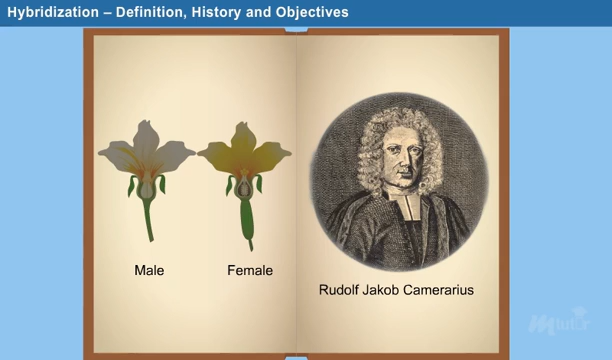 Hybridization – Definition, History and Objectives
Male
Female
Rudolf Jakob Camerarius